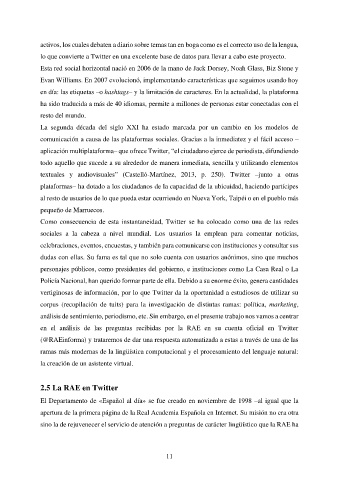 activos, los cuales debaten a diario sobre temas tan en boga como es el correcto uso de la lengua,
lo que convierte a Twitter en una excelente base de datos para llevar a cabo este proyecto.
Esta red social horizontal nació en 2006 de la mano de Jack Dorsey, Noah Glass, Biz Stone y
Evan Williams. En 2007 evolucionó, implementando características que seguimos usando hoy
en día: las etiquetas –o hashtags– y la limitación de caracteres. En la actualidad, la plataforma
ha sido traducida a más de 40 idiomas, permite a millones de personas estar conectadas con el
resto del mundo.
La segunda década del siglo XXI ha estado marcada por un cambio en los modelos de
comunicación a causa de las plataformas sociales. Gracias a la inmediatez y el fácil acceso –
aplicación multiplataforma– que ofrece Twitter, “el ciudadano ejerce de periodista, difundiendo
todo aquello que sucede a su alrededor de manera inmediata, sencilla y utilizando elementos
textuales y audiovisuales” (Castelló-Martínez, 2013, p. 250). Twitter –junto a otras
plataformas– ha dotado a los ciudadanos de la capacidad de la ubicuidad, haciendo partícipes
al resto de usuarios de lo que pueda estar ocurriendo en Nueva York, Taipéi o en el pueblo más
pequeño de Marruecos.
Como consecuencia de esta instantaneidad, Twitter se ha colocado como una de las redes
sociales a la cabeza a nivel mundial. Los usuarios la emplean para comentar noticias,
celebraciones, eventos, encuestas, y también para comunicarse con instituciones y consultar sus
dudas con ellas. Su fama es tal que no solo cuenta con usuarios anónimos, sino que muchos
personajes públicos, como presidentes del gobierno, e instituciones como La Casa Real o La
Policía Nacional, han querido formar parte de ella. Debido a su enorme éxito, genera cantidades
vertiginosas de información, por lo que Twitter da la oportunidad a estudiosos de utilizar su
corpus (recopilación de tuits) para la investigación de distintas ramas: política, marketing,
análisis de sentimiento, periodismo, etc. Sin embargo, en el presente trabajo nos vamos a centrar
en el análisis de las preguntas recibidas por la RAE en su cuenta oficial en Twitter
(@RAEinforma) y trataremos de dar una respuesta automatizada a estas a través de una de las
ramas más modernas de la lingüística computacional y el procesamiento del lenguaje natural:
la creación de un asistente virtual.
2.5 La RAE en Twitter
El Departamento de «Español al día» se fue creado en noviembre de 1998 –al igual que la
apertura de la primera página de la Real Academia Española en Internet. Su misión no era otra
sino la de rejuvenecer el servicio de atención a preguntas de carácter lingüístico que la RAE ha
11